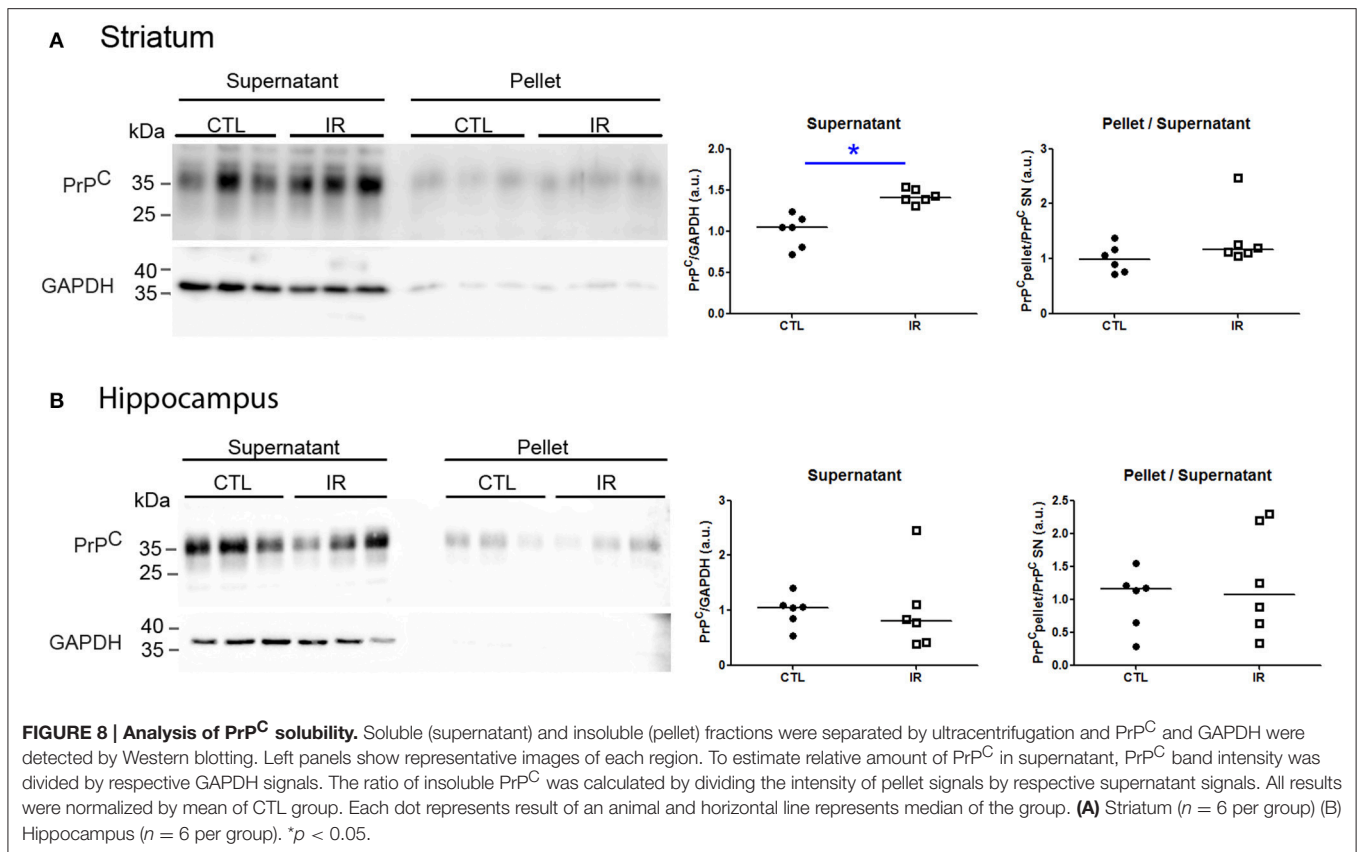 A Striatum
Supernatant Pellet
kDa CTL IR CTL IR
PrPC 35
25
GAPDH 40
35
Supernatant
*
PrPC/GAPDH (a.u.)
2.0
1.5
1.0
0.5
0.0
CTL IR
Pellet / Supernatant
PrPCpellet/PrPC SN (a.u.)
3
2
1
0
CTL IR
B Hippocampus
Supernatant Pellet
kDa CTL IR CTL IR
PrPC 35
25
GAPDH 40
35
Supernatant
PrPC/GAPDH (a.u.)
3
2
1
0
CTL IR
Pellet / Supernatant
PrPCpellet/PrPC SN (a.u.)
2.5
2.0
1.5
1.0
0.5
0.0
CTL IR
FIGURE 8 | Analysis of PrPC solubility. Soluble (supernatant) and insoluble (pellet) fractions were separated by ultracentrifugation and PrPC and GAPDH were
detected by Western blotting. Left panels show representative images of each region. To estimate relative amount of PrPC in supernatant, PrPC band intensity was
divided by respective GAPDH signals. The ratio of insoluble PrPC was calculated by dividing the intensity of pellet signals by respective supernatant signals. All results
were normalized by mean of CTL group. Each dot represents result of an animal and horizontal line represents median of the group. (A) Striatum (n = 6 per group) (B)
Hippocampus (n = 6 per group). *p < 0.05.